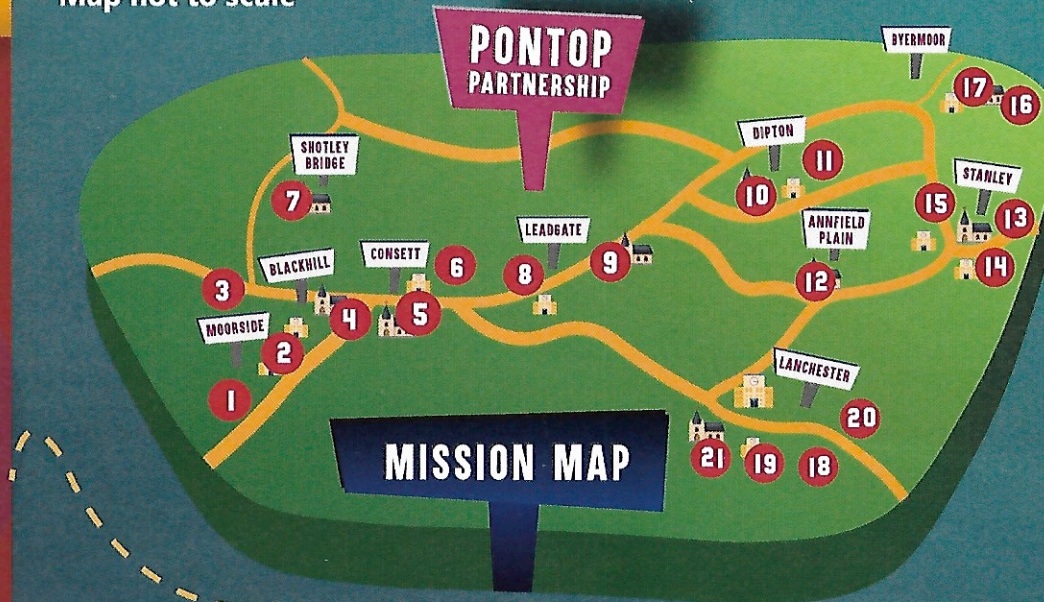 Map not to scale
PONTOP
PARTNERSHIP
BYERMOOR
17
16
DIPTON
11
10
SHOTLEY
BRIDGE
7
STANLEY
15
13
14
ANNFIELD
PLAIN
12
LEADGATE
8
9
CONSETT
6
5
BLACKHILL
3
4
MOORSIDE
2
1
LANCHESTER
20
21
19
18
MISSION MAP